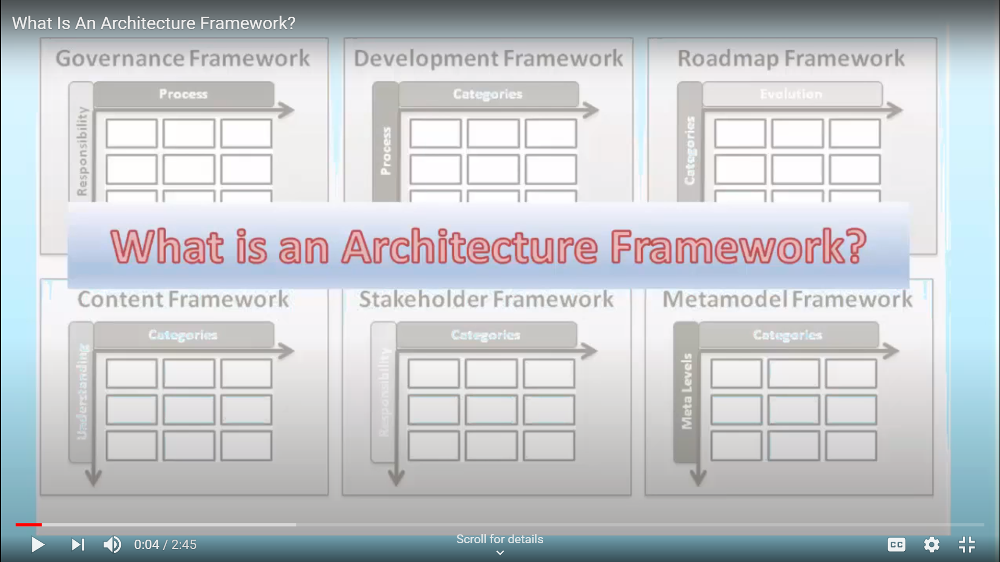 What Is An Architecture Framework?
Governance Framework
Process
Responsibility
Development Framework
Categories
Process
Roadmap Framework
Evolution
Categories
What is an Architecture Framework?
Content Framework
Categories
Understanding
Stakeholder Framework
Categories
Responsibility
Metamodel Framework
Categories
Meta Levels
0:04 / 2:45
Scroll for details
CC